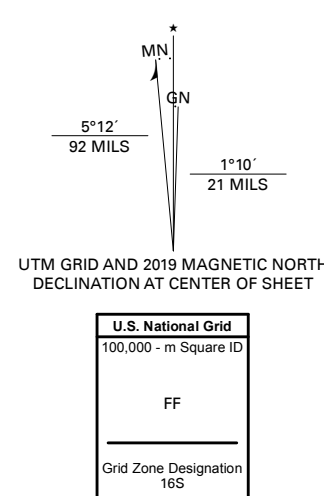 ★
MN
GN
5°12´
92 MILS
1°10´
21 MILS
UTM GRID AND 2019 MAGNETIC NORTH
DECLINATION AT CENTER OF SHEET
U.S. National Grid
100,000 - m Square ID
FF
Grid Zone Designation
16S